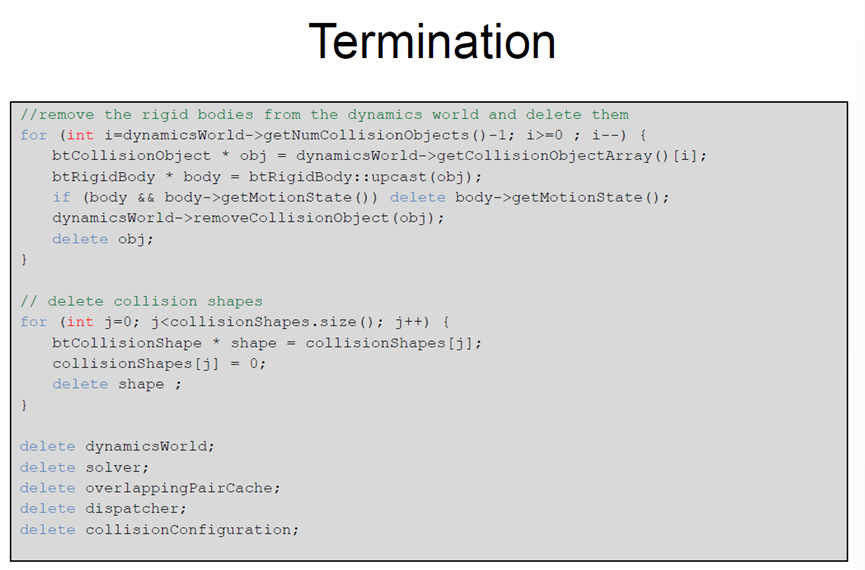 Termination
//remove the rigid bodies from the dynamics world and delete them
for (int i=dynamicsWorld->getNumCollisionObjects()-1; i>=0 ; i--) {
    btCollisionObject * obj = dynamicsWorld->getCollisionObjectArray()[i];
    btRigidBody * body = btRigidBody::upcast(obj);
    if (body && body->getMotionState()) delete body->getMotionState();
    dynamicsWorld->removeCollisionObject(obj);
    delete obj;
}
// delete collision shapes
for (int j=0; j<collisionShapes.size(); j++) {
    btCollisionShape * shape = collisionShapes[j];
    collisionShapes[j] = 0;
    delete shape ;
}
delete dynamicsWorld;
delete solver;
delete overlappingPairCache;
delete dispatcher;
delete collisionConfiguration;